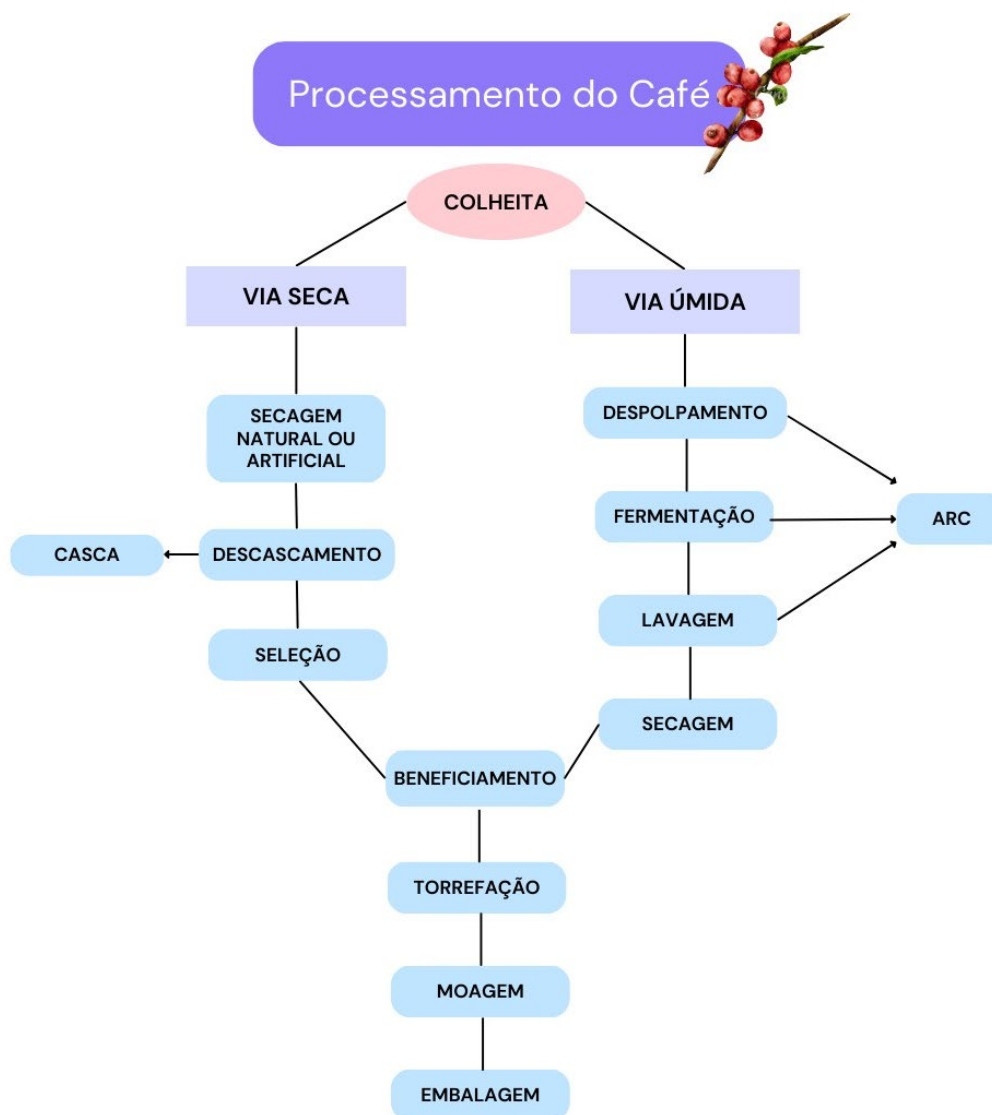 Processamento do Café
COLHEITA
VIA SECA
VIA ÚMIDA
SECAGEM
NATURAL OU
ARTIFICIAL
DESPOLPAMENTO
FERMENTAÇÃO
ARC
CASCA
DESCASCAMENTO
LAVAGEM
SELEÇÃO
SECAGEM
BENEFICIAMENTO
TORREFAÇÃO
MOAGEM
EMBALAGEM